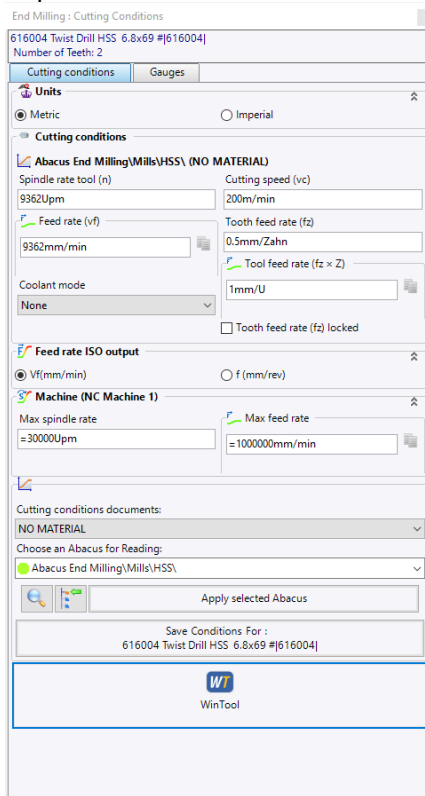 End Milling : Cutting Conditions
616004 Twist Drill HSS  6.8x69 #|616004|
Number of Teeth: 2
Cutting conditions Gauges
Units
Metric Imperial
Cutting conditions
Abacus End Milling\Mills\HSS\ (NO MATERIAL)
Spindle rate tool (n) Cutting speed (vc)
9362Upm 200m/min
Feed rate (vf) Tooth feed rate (fz)
9362mm/min 0.5mm/Zahn
Tool feed rate (fz × Z)
Coolant mode 1mm/U
None
Tooth feed rate (fz) locked
Feed rate ISO output
Vf(mm/min) f (mm/rev)
Machine (NC Machine 1)
Max spindle rate Max feed rate
=30000Upm =1000000mm/min
Cutting conditions documents:
NO MATERIAL
Choose an Abacus for Reading:
Abacus End Milling\Mills\HSS\
Apply selected Abacus
Save Conditions For :
616004 Twist Drill HSS  6.8x69 #|616004|
WT
WinTool